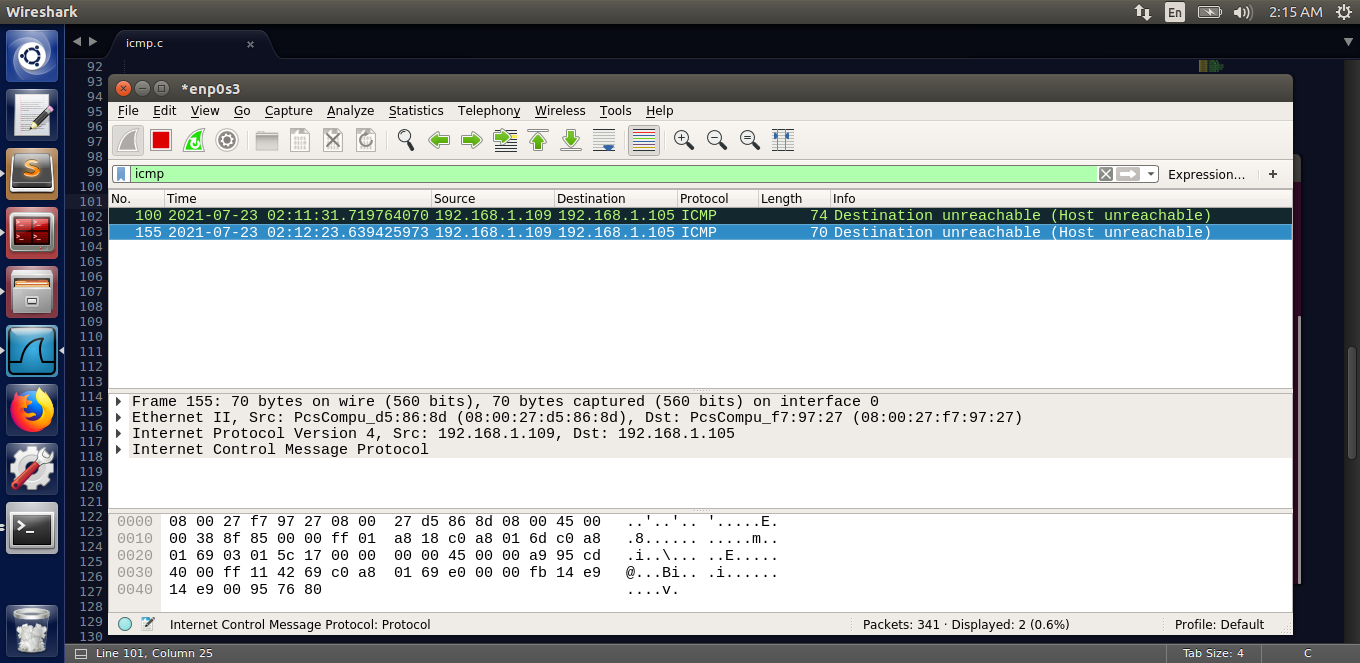 Wireshark
En
2:15 AM
icmp.c
92
93
94
95
96
97
98
99
100
101
102
103
104
105
106
107
108
109
110
111
112
113
114
115
116
117
118
119
120
121
122
123
124
125
126
127
128
129
130
*enp0s3
File Edit View Go Capture Analyze Statistics Telephony Wireless Tools Help
icmp
Expression… +
No. Time Source Destination Protocol Length Info
100 2021-07-23 02:11:31.719764070 192.168.1.109 192.168.1.105 ICMP 74 Destination unreachable (Host unreachable)
155 2021-07-23 02:12:23.639425973 192.168.1.109 192.168.1.105 ICMP 70 Destination unreachable (Host unreachable)
Frame 155: 70 bytes on wire (560 bits), 70 bytes captured (560 bits) on interface 0
Ethernet II, Src: PcsCompu_d5:86:8d (08:00:27:d5:86:8d), Dst: PcsCompu_f7:97:27 (08:00:27:f7:97:27)
Internet Protocol Version 4, Src: 192.168.1.109, Dst: 192.168.1.105
Internet Control Message Protocol
0000 08 00 27 f7 97 27 08 00 27 d5 86 8d 08 00 45 00 ..'..'.. '.....E.
0010 00 38 8f 85 00 00 ff 01 a8 18 c0 a8 01 6d c0 a8 .8...... .....m..
0020 01 69 03 01 5c 17 00 00 00 00 45 00 00 a9 95 cd .i..\... ..E.....
0030 40 00 ff 11 42 69 c0 a8 01 69 e0 00 00 fb 14 e9 @...Bi.. .i......
0040 14 e9 00 95 76 80 ....v.
Internet Control Message Protocol: Protocol
Packets: 341 · Displayed: 2 (0.6%)
Profile: Default
Line 101, Column 25
Tab Size: 4
C